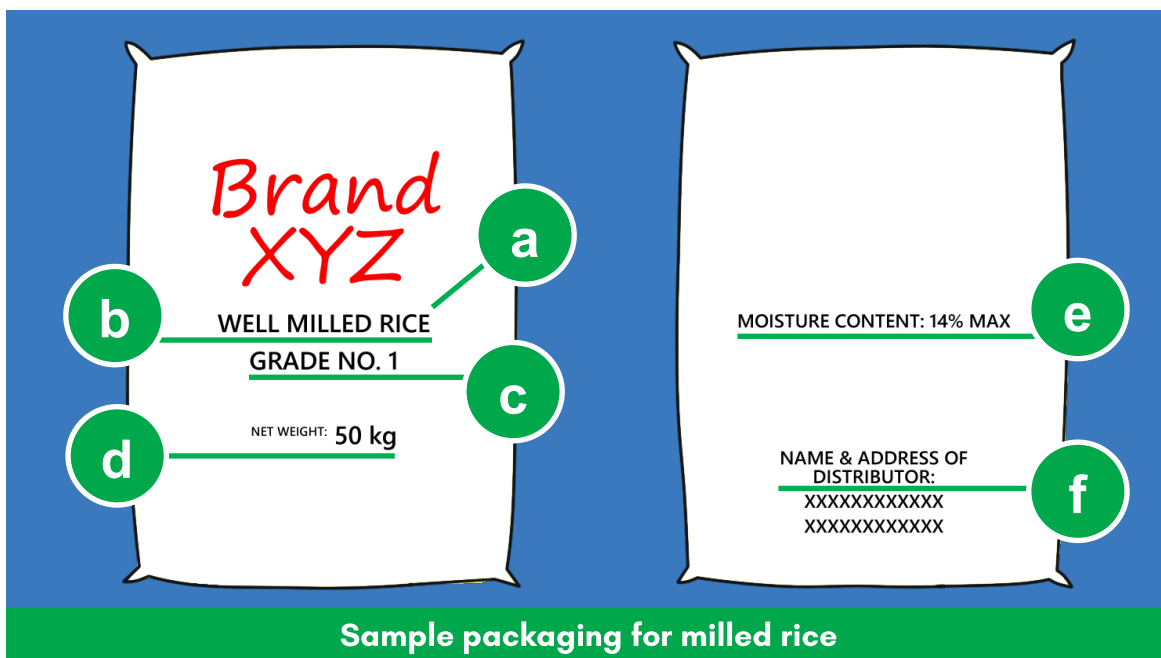 Brand
XYZ
a
b
WELL MILLED RICE
GRADE NO. 1
c
d
NET WEIGHT: 50 kg
MOISTURE CONTENT: 14% MAX
e
NAME & ADDRESS OF
DISTRIBUTOR:
f
XXXXXXXXXXXX
XXXXXXXXXXXX
Sample packaging for milled rice